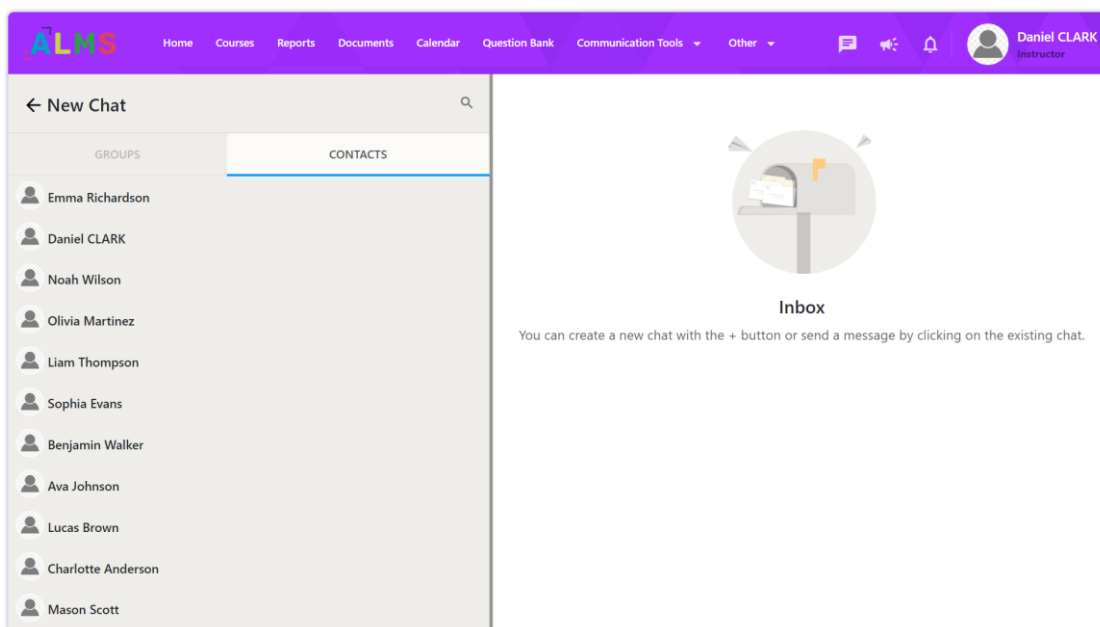 ALMS
Home Courses Reports Documents Calendar Question Bank Communication Tools Other
Daniel CLARK
Instructor
New Chat
GROUPS CONTACTS
Emma Richardson
Daniel CLARK
Noah Wilson
Olivia Martinez
Liam Thompson
Sophia Evans
Benjamin Walker
Ava Johnson
Lucas Brown
Charlotte Anderson
Mason Scott
Inbox
You can create a new chat with the + button or send a message by clicking on the existing chat.